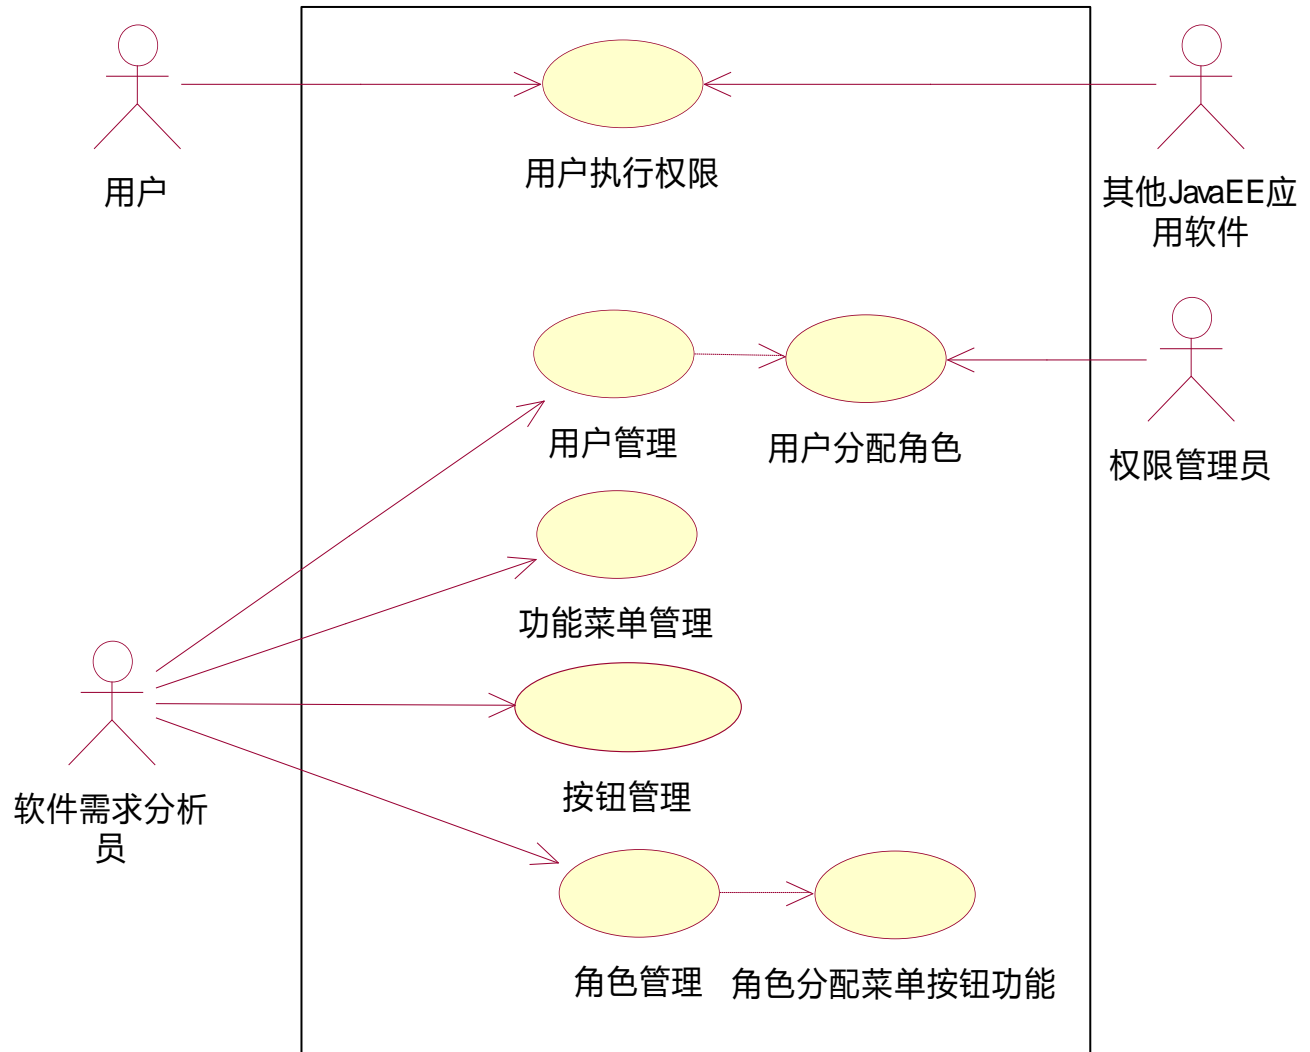 用户
用户执行权限
其他JavaEE应
用软件
用户管理
用户分配角色
权限管理员
功能菜单管理
软件需求分析
员
按钮管理
角色管理
角色分配菜单按钮功能